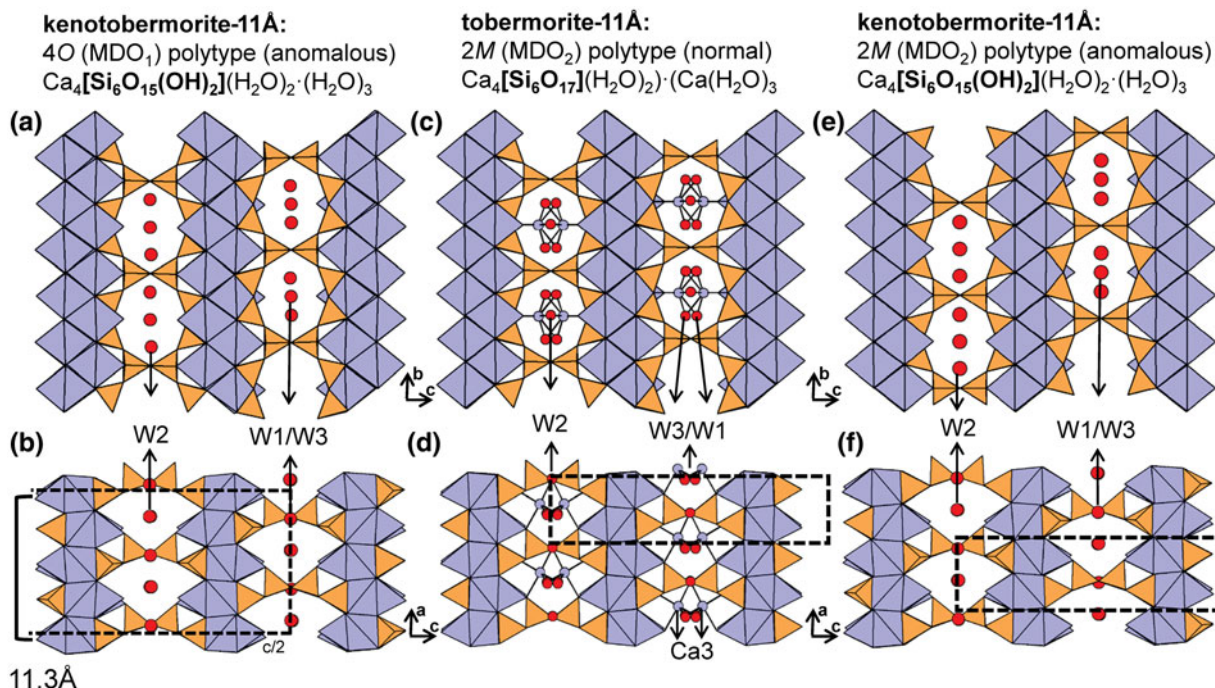 kenotobermorite-11Å:
4O (MDO₁) polytype (anomalous)
Ca₄[Si₆O₁₅(OH)₂](H₂O)₂·(H₂O)₃
tobermorite-11Å:
2M (MDO₂) polytype (normal)
Ca₄[Si₆O₁₇](H₂O)₂)·(Ca(H₂O)₃
kenotobermorite-11Å:
2M (MDO₂) polytype (anomalous)
Ca₄[Si₆O₁₅(OH)₂](H₂O)₂·(H₂O)₃
(a)
(c)
(e)
b
c
b
c
b
c
(b)
W2
W1/W3
(d)
W2
W3/W1
(f)
W2
W1/W3
c/2
a
c
Ca3
a
c
a
c
11.3Å